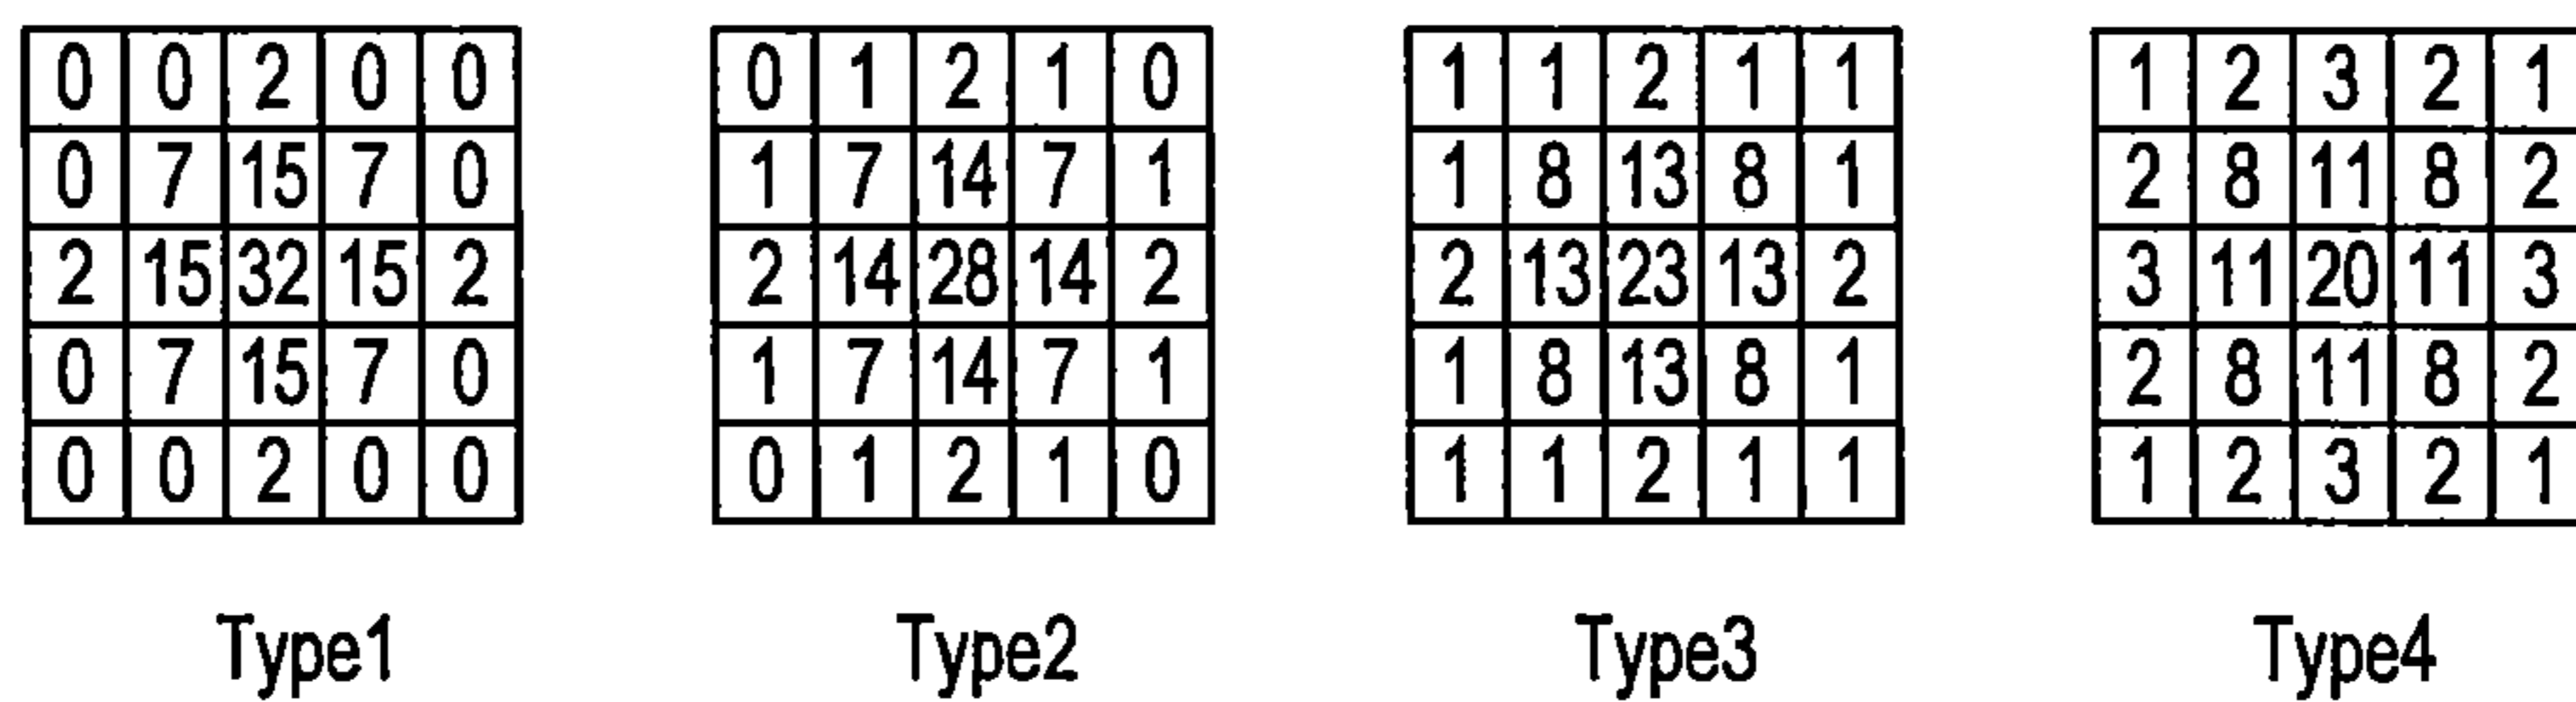 0 0 2 0 0 0 1 2 1 0 1 1 2 1 1 1 2 3 2 1
0 7 15 7 0 1 7 14 7 1 1 8 13 8 1 2 8 11 8 2
2 15 32 15 2 2 14 28 14 2 2 13 23 13 2 3 11 20 11 3
0 7 15 7 0 1 7 14 7 1 1 8 13 8 1 2 8 11 8 2
0 0 2 0 0 0 1 2 1 0 1 1 2 1 1 1 2 3 2 1
Type1 Type2 Type3 Type4